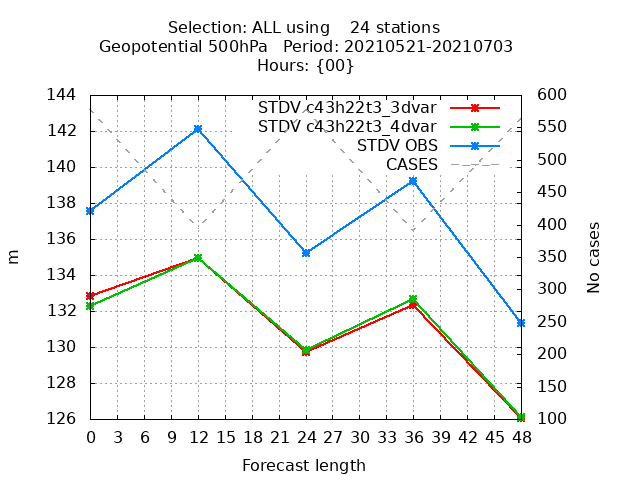 Selection: ALL using    24 stations
Geopotential 500hPa   Period: 20210521-20210703
Hours: {00}
STDV c43h22t3_3dvar
STDV c43h22t3_4dvar
STDV OBS
CASES
144
142
140
138
136
134
132
130
128
126
m
600
550
500
450
400
350
300
250
200
150
100
No cases
0 3 6 9 12 15 18 21 24 27 30 33 36 39 42 45 48
Forecast length